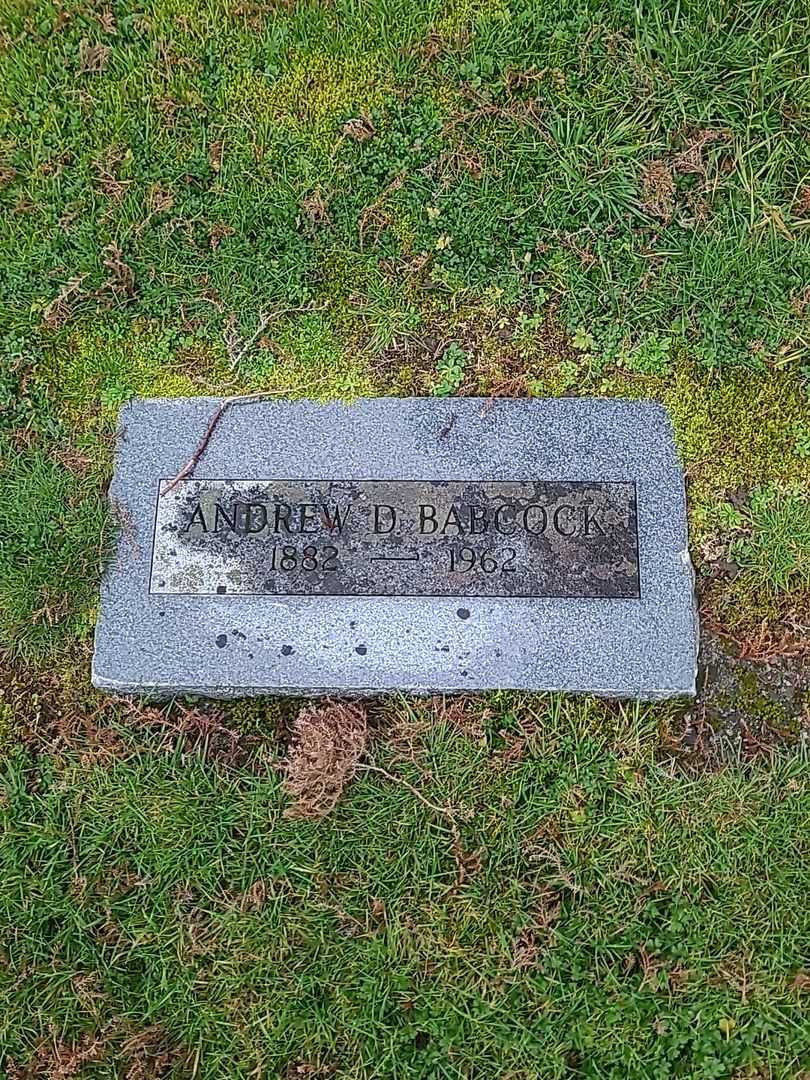 ANDREW D. BABCOCK
1882 — 1962